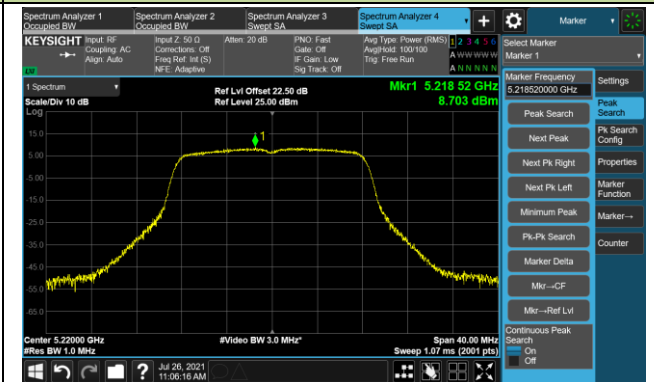 Spectrum Analyzer 1
Occupied BW
Spectrum Analyzer 2
Occupied BW
Spectrum Analyzer 3
Swept SA
Spectrum Analyzer 4
Swept SA
Marker
KEYSIGHT
Input: RF
Coupling: AC
Align: Auto
Input Z: 50 Ω
Corrections: Off
Freq Ref: Int (S)
NFE: Adaptive
Atten: 20 dB
PNO: Fast
Gate: Off
IF Gain: Low
Sig Track: Off
Avg Type: Power (RMS)
Avg|Hold: 100/100
Trig: Free Run
1 2 3 4 5 6
A W W W W W
A N N N N N
LXI
Select Marker
Marker 1
1 Spectrum
Scale/Div 10 dB
Log
Ref Lvl Offset 22.50 dB
Ref Level 25.00 dBm
Mkr1 5.218 52 GHz
8.703 dBm
1
15.0
5.00
-5.00
-15.0
-25.0
-35.0
-45.0
-55.0
-65.0
Center 5.22000 GHz
#Res BW 1.0 MHz
#Video BW 3.0 MHz*
Span 40.00 MHz
Sweep 1.07 ms (2001 pts)
Marker Frequency
5.218520000 GHz
Peak Search
Next Peak
Next Pk Right
Next Pk Left
Minimum Peak
Pk-Pk Search
Marker Delta
Mkr→CF
Mkr→Ref Lvl
Continuous Peak
Search
On
Off
Settings
Peak
Search
Pk Search
Config
Properties
Marker
Function
Marker→
Counter
?
Jul 26, 2021
11:06:16 AM